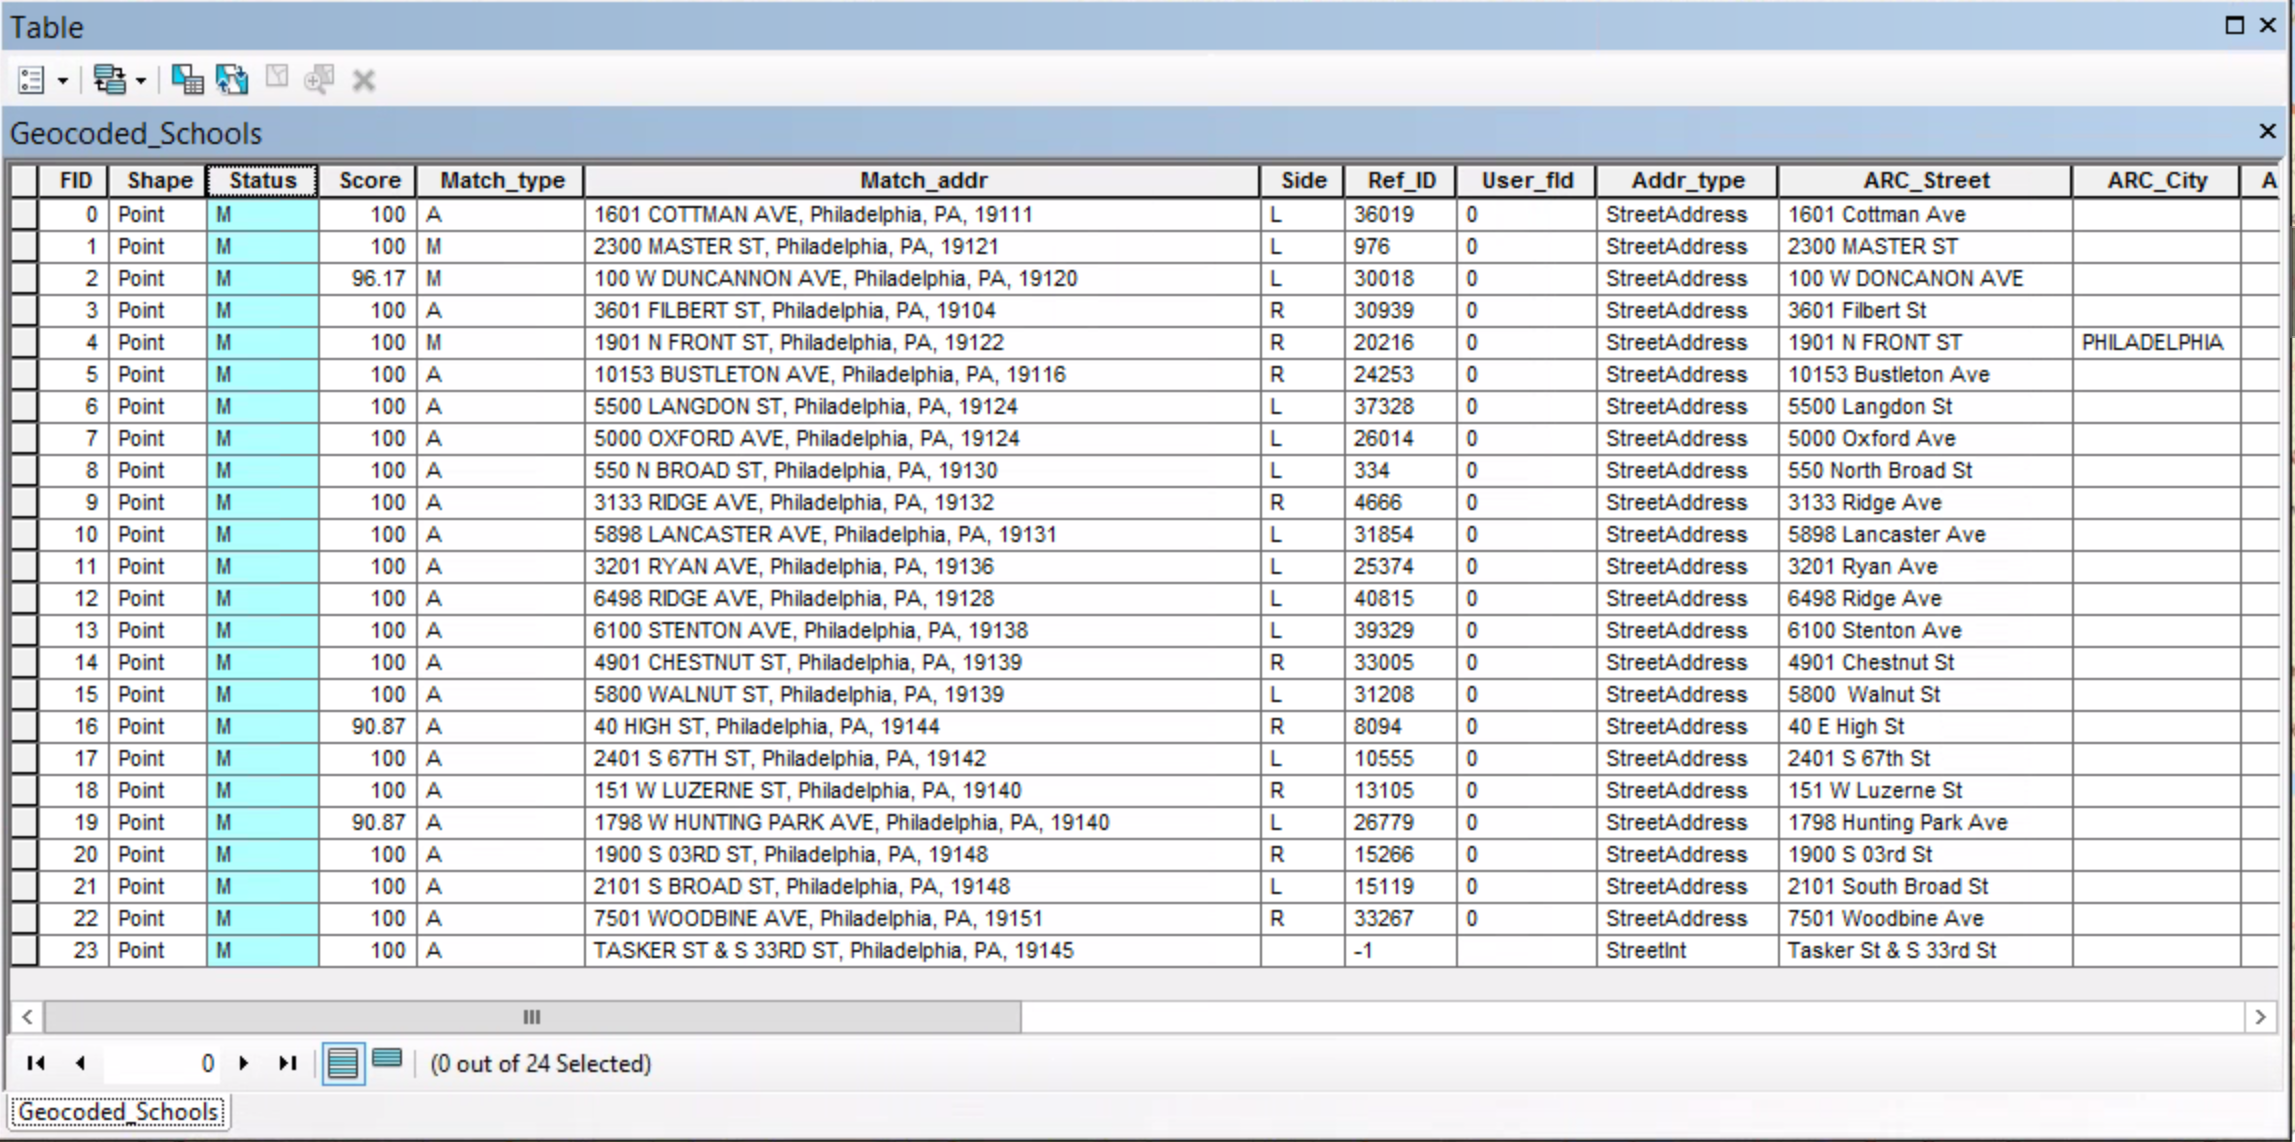 Table
Geocoded_Schools
FID Shape Status Score Match_type Match_addr Side Ref_ID User_fld Addr_type ARC_Street ARC_City A
0 Point M 100 A 1601 COTTMAN AVE, Philadelphia, PA, 19111 L 36019 0 StreetAddress 1601 Cottman Ave
1 Point M 100 M 2300 MASTER ST, Philadelphia, PA, 19121 L 976 0 StreetAddress 2300 MASTER ST
2 Point M 96.17 M 100 W DUNCANNON AVE, Philadelphia, PA, 19120 L 30018 0 StreetAddress 100 W DONCANON AVE
3 Point M 100 A 3601 FILBERT ST, Philadelphia, PA, 19104 R 30939 0 StreetAddress 3601 Filbert St
4 Point M 100 M 1901 N FRONT ST, Philadelphia, PA, 19122 R 20216 0 StreetAddress 1901 N FRONT ST PHILADELPHIA
5 Point M 100 A 10153 BUSTLETON AVE, Philadelphia, PA, 19116 R 24253 0 StreetAddress 10153 Bustleton Ave
6 Point M 100 A 5500 LANGDON ST, Philadelphia, PA, 19124 L 37328 0 StreetAddress 5500 Langdon St
7 Point M 100 A 5000 OXFORD AVE, Philadelphia, PA, 19124 L 26014 0 StreetAddress 5000 Oxford Ave
8 Point M 100 A 550 N BROAD ST, Philadelphia, PA, 19130 L 334 0 StreetAddress 550 North Broad St
9 Point M 100 A 3133 RIDGE AVE, Philadelphia, PA, 19132 R 4666 0 StreetAddress 3133 Ridge Ave
10 Point M 100 A 5898 LANCASTER AVE, Philadelphia, PA, 19131 L 31854 0 StreetAddress 5898 Lancaster Ave
11 Point M 100 A 3201 RYAN AVE, Philadelphia, PA, 19136 L 25374 0 StreetAddress 3201 Ryan Ave
12 Point M 100 A 6498 RIDGE AVE, Philadelphia, PA, 19128 L 40815 0 StreetAddress 6498 Ridge Ave
13 Point M 100 A 6100 STENTON AVE, Philadelphia, PA, 19138 L 39329 0 StreetAddress 6100 Stenton Ave
14 Point M 100 A 4901 CHESTNUT ST, Philadelphia, PA, 19139 R 33005 0 StreetAddress 4901 Chestnut St
15 Point M 100 A 5800 WALNUT ST, Philadelphia, PA, 19139 L 31208 0 StreetAddress 5800  Walnut St
16 Point M 90.87 A 40 HIGH ST, Philadelphia, PA, 19144 R 8094 0 StreetAddress 40 E High St
17 Point M 100 A 2401 S 67TH ST, Philadelphia, PA, 19142 L 10555 0 StreetAddress 2401 S 67th St
18 Point M 100 A 151 W LUZERNE ST, Philadelphia, PA, 19140 R 13105 0 StreetAddress 151 W Luzerne St
19 Point M 90.87 A 1798 W HUNTING PARK AVE, Philadelphia, PA, 19140 L 26779 0 StreetAddress 1798 Hunting Park Ave
20 Point M 100 A 1900 S 03RD ST, Philadelphia, PA, 19148 R 15266 0 StreetAddress 1900 S 03rd St
21 Point M 100 A 2101 S BROAD ST, Philadelphia, PA, 19148 L 15119 0 StreetAddress 2101 South Broad St
22 Point M 100 A 7501 WOODBINE AVE, Philadelphia, PA, 19151 R 33267 0 StreetAddress 7501 Woodbine Ave
23 Point M 100 A TASKER ST & S 33RD ST, Philadelphia, PA, 19145 -1 StreetInt Tasker St & S 33rd St
0 (0 out of 24 Selected)
Geocoded_Schools